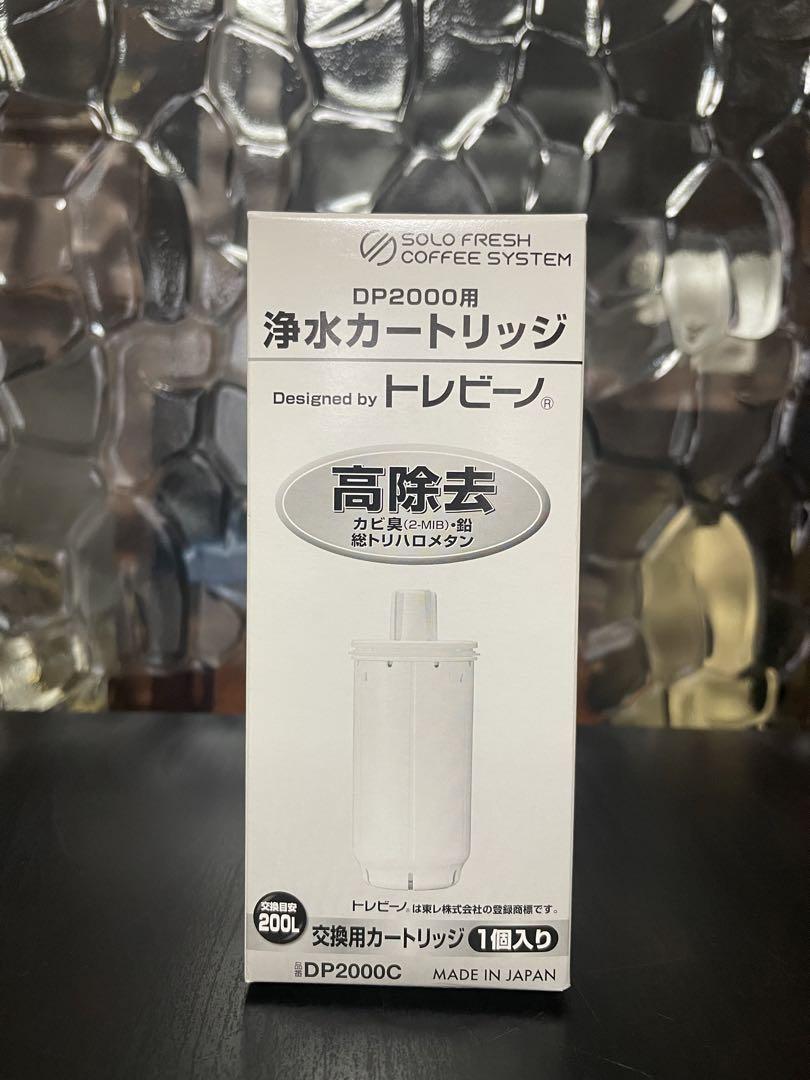 SOLO FRESH
COFFEE SYSTEM
DP2000用
浄水カートリッジ
Designed by トレビーノ®
高除去
カビ臭(2-MIB)・鉛
総トリハロメタン
トレビーノ®は東レ株式会社の登録商標です。
交換目安
200L
交換用カートリッジ 1個入り
品番 DP2000C MADE IN JAPAN